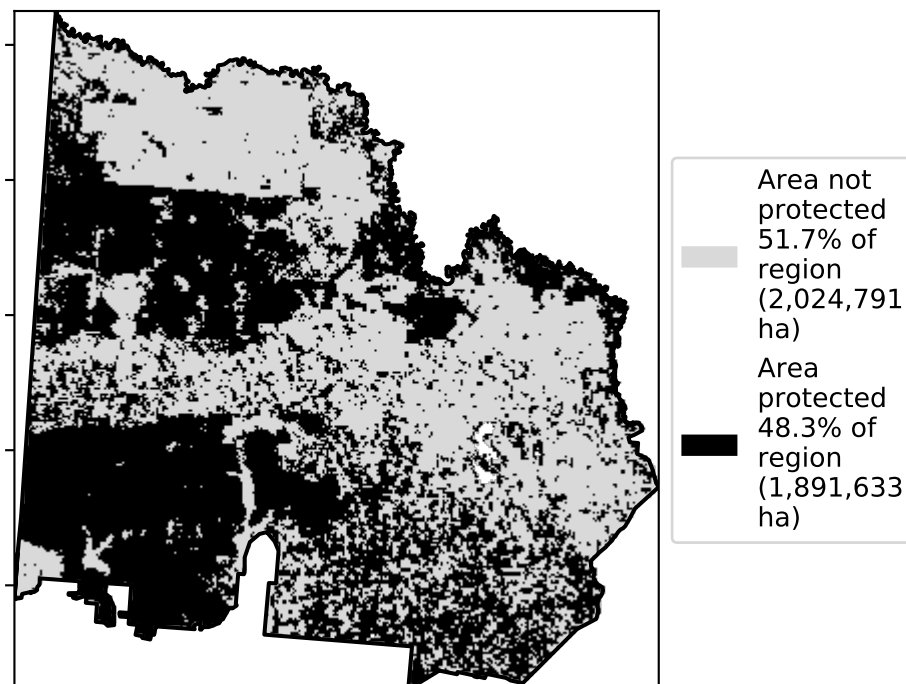 Area not
protected
51.7% of
region
(2,024,791
ha)
Area
protected
48.3% of
region
(1,891,633
ha)